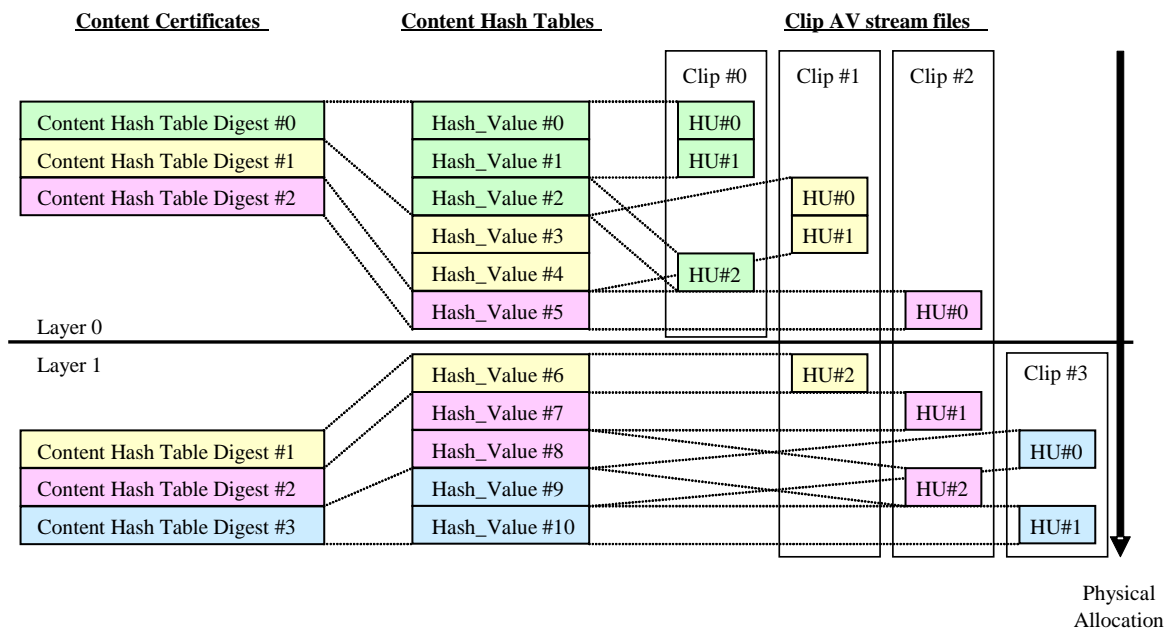 Content Certificates
Content Hash Tables
Clip AV stream files
Clip #0
Clip #1
Clip #2
Content Hash Table Digest #0
Content Hash Table Digest #1
Content Hash Table Digest #2
Hash_Value #0
Hash_Value #1
Hash_Value #2
Hash_Value #3
Hash_Value #4
Hash_Value #5
HU#0
HU#1
HU#2
HU#0
HU#1
HU#0
Layer 0
Layer 1
Content Hash Table Digest #1
Content Hash Table Digest #2
Content Hash Table Digest #3
Hash_Value #6
Hash_Value #7
Hash_Value #8
Hash_Value #9
Hash_Value #10
HU#2
HU#1
HU#2
Clip #3
HU#0
HU#1
Physical
Allocation